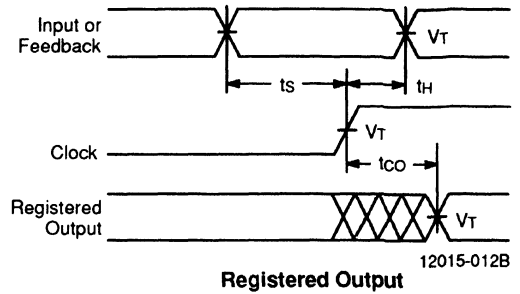 Input or
Feedback
VT
tS
tH
Clock
VT
tCO
Registered
Output
VT
12015-012B
Registered Output